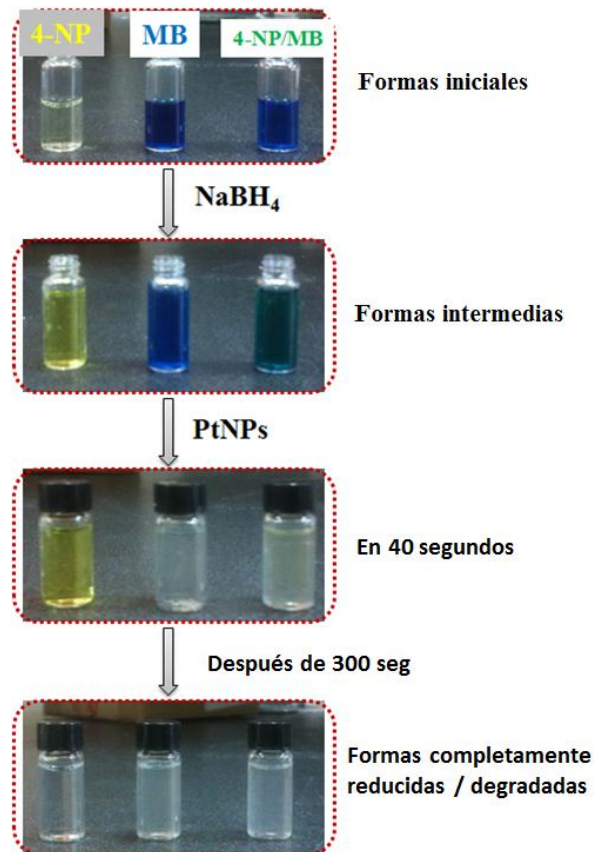 4-NP
MB
4-NP/MB
Formas iniciales
NaBH₄
Formas intermedias
PtNPs
En 40 segundos
Después de 300 seg
Formas completamente
reducidas / degradadas